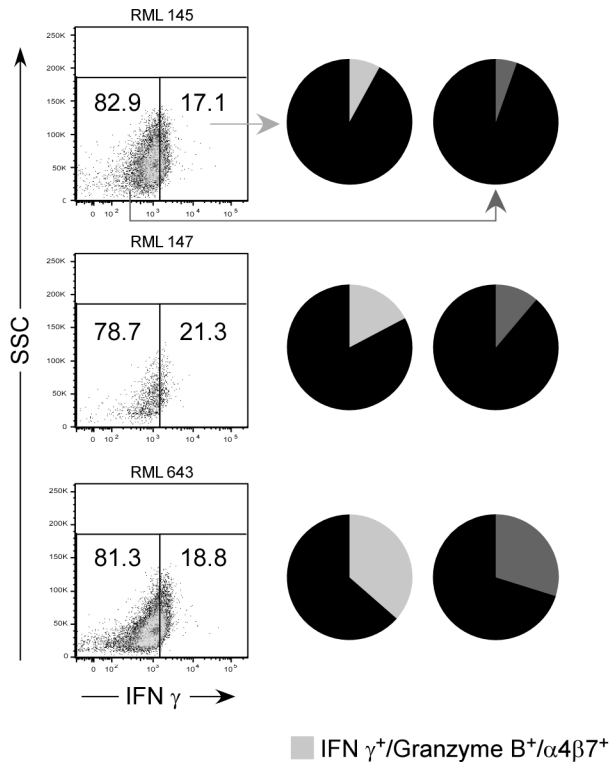 RML 145
250K
200K
150K
100K
50K
0
82.9 17.1
0 10² 10³ 10⁴ 10⁵
RML 147
250K
200K
150K
100K
50K
0
78.7 21.3
0 10² 10³ 10⁴ 10⁵
RML 643
250K
200K
150K
100K
50K
0
81.3 18.8
0 10² 10³ 10⁴ 10⁵
SSC
IFN γ
IFN γ⁺/Granzyme B⁺/α4β7⁺